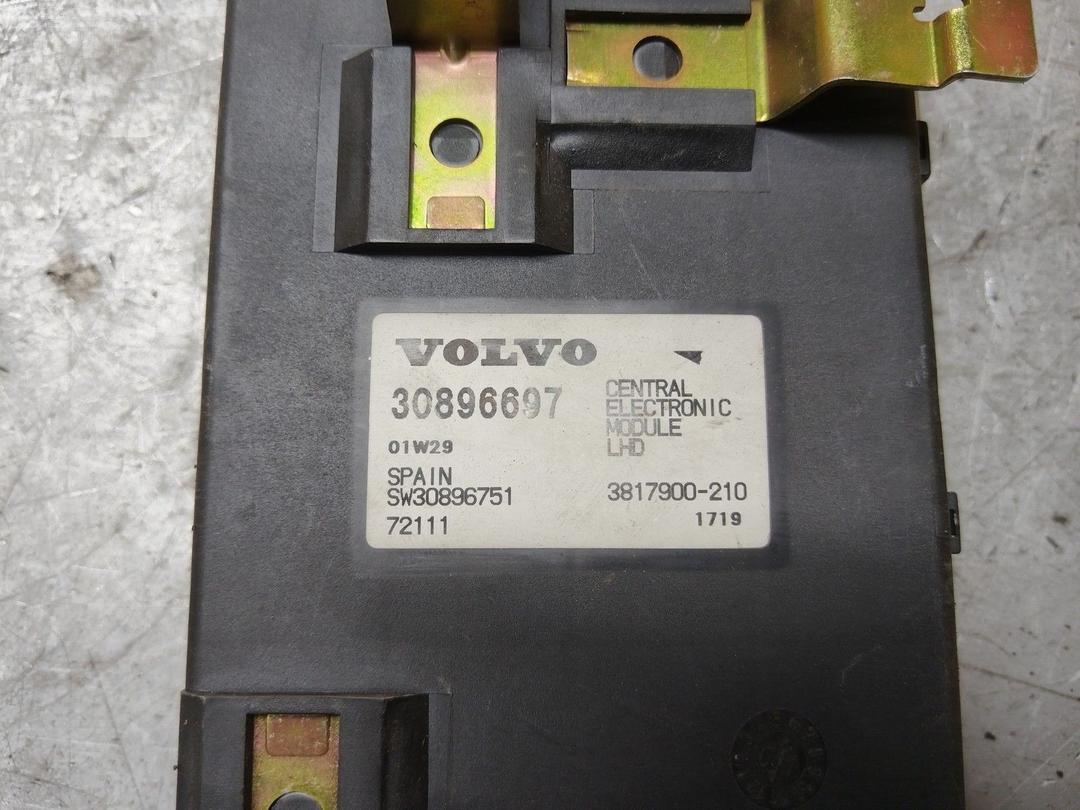 VOLVO
30896697
CENTRAL
ELECTRONIC
MODULE
LHD
01W29
SPAIN
SW30896751
3817900-210
72111
1719